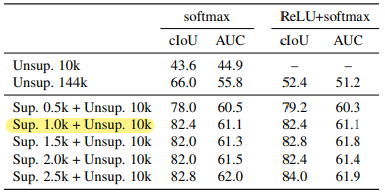 softmax ReLU+softmax
cIoU AUC cIoU AUC
Unsup. 10k 43.6 44.9 – –
Unsup. 144k 66.0 55.8 52.4 51.2
Sup. 0.5k + Unsup. 10k 78.0 60.5 79.2 60.3
Sup. 1.0k + Unsup. 10k 82.4 61.1 82.4 61.1
Sup. 1.5k + Unsup. 10k 82.0 61.3 82.8 61.8
Sup. 2.0k + Unsup. 10k 82.0 61.5 82.4 61.4
Sup. 2.5k + Unsup. 10k 82.8 62.0 84.0 61.9